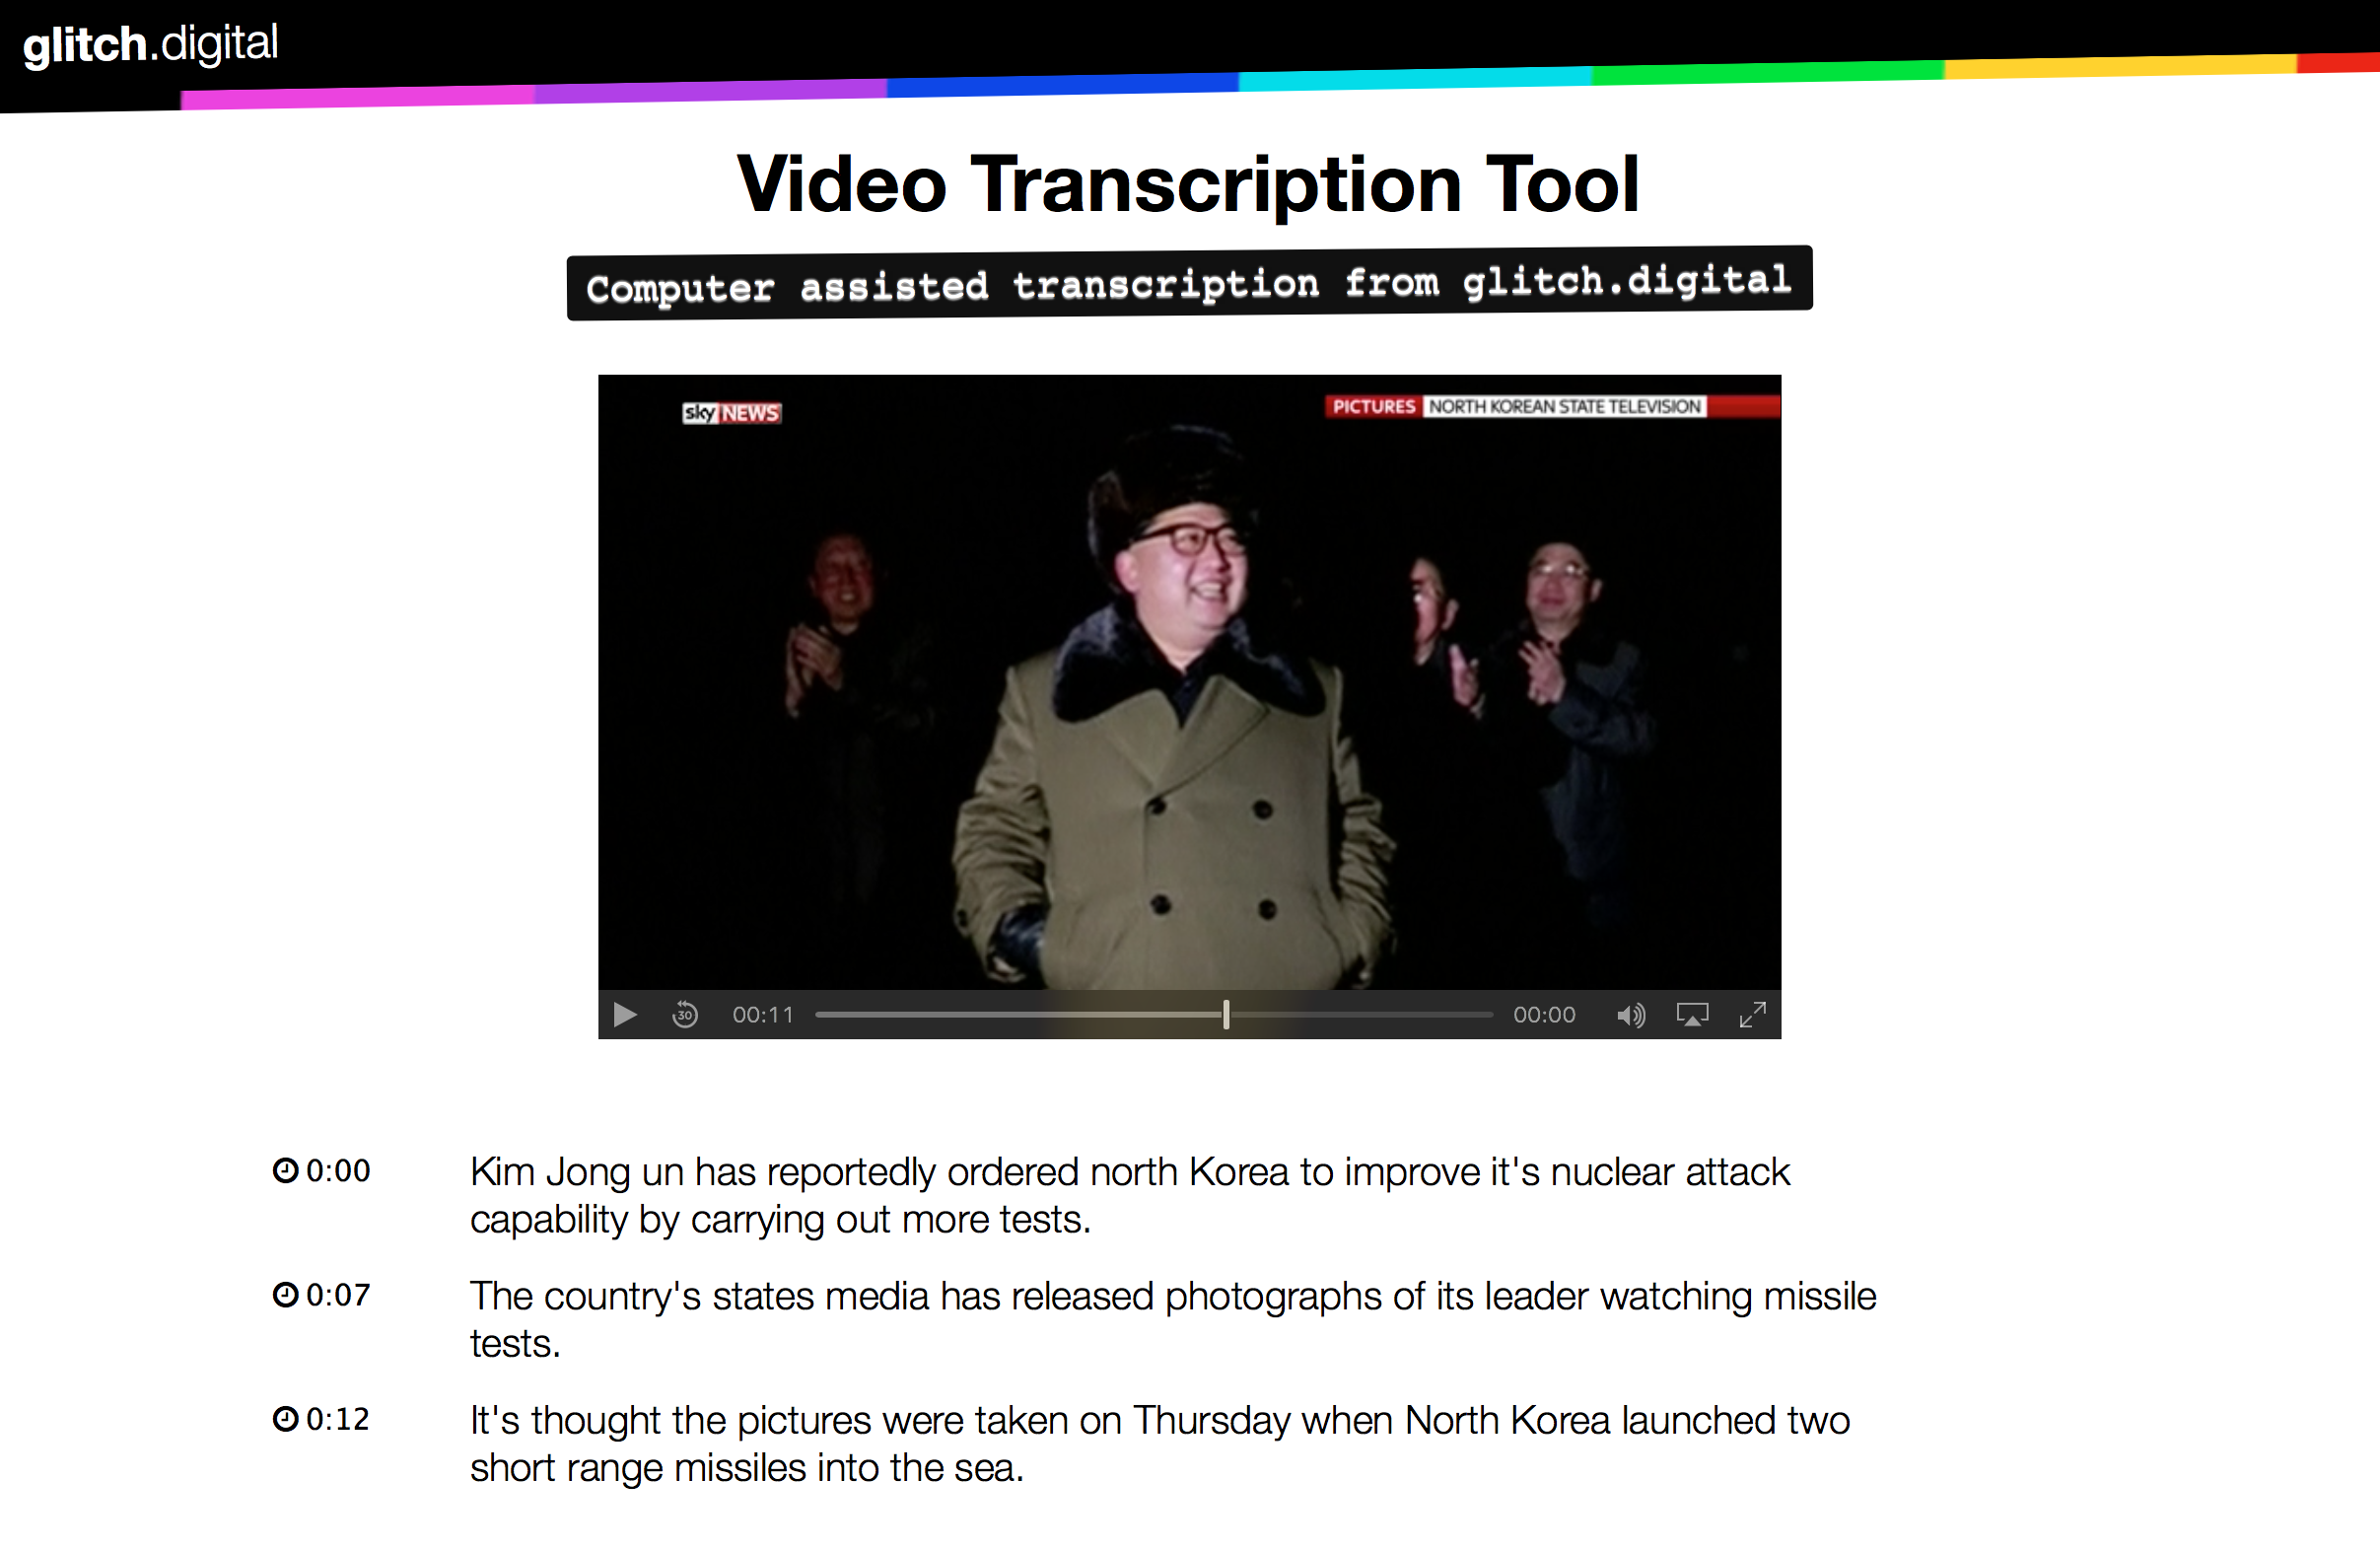 glitch.digital
Video Transcription Tool
Computer assisted transcription from glitch.digital
sky NEWS
PICTURES NORTH KOREAN STATE TELEVISION
30 00:11 00:00
0:00 Kim Jong un has reportedly ordered north Korea to improve it's nuclear attack
capability by carrying out more tests.
0:07 The country's states media has released photographs of its leader watching missile
tests.
0:12 It's thought the pictures were taken on Thursday when North Korea launched two
short range missiles into the sea.